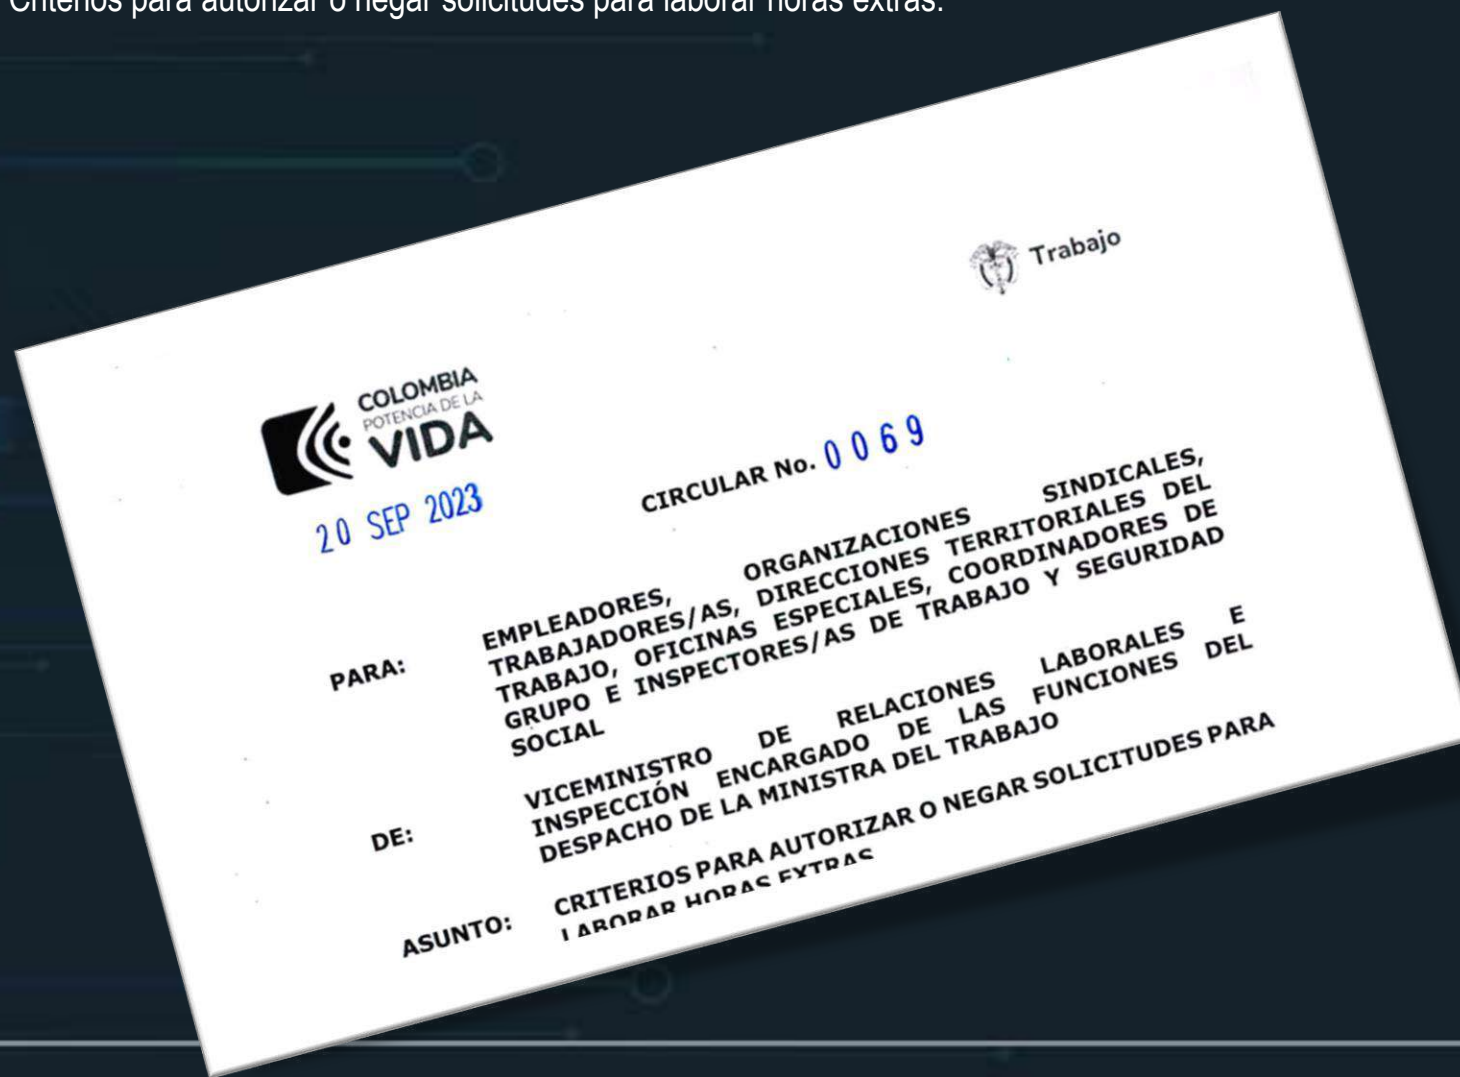 Criterios para autorizar o negar solicitudes para laborar horas extras.
Trabajo
COLOMBIA
POTENCIA DE LA
VIDA
20 SEP 2023
CIRCULAR No. 0069
PARA:
EMPLEADORES, ORGANIZACIONES SINDICALES,
TRABAJADORES/AS, DIRECCIONES TERRITORIALES DEL
TRABAJO, OFICINAS ESPECIALES, COORDINADORES DE
GRUPO E INSPECTORES/AS DE TRABAJO Y SEGURIDAD
SOCIAL
DE:
VICEMINISTRO DE RELACIONES LABORALES E
INSPECCIÓN ENCARGADO DE LAS FUNCIONES DEL
DESPACHO DE LA MINISTRA DEL TRABAJO
ASUNTO:
CRITERIOS PARA AUTORIZAR O NEGAR SOLICITUDES PARA
LABORAR HORAS EXTRAS